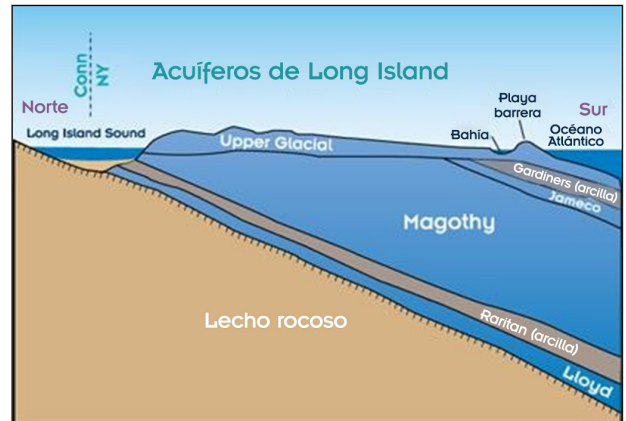 Acuíferos de Long Island
Conn
NY
Norte
Sur
Long Island Sound
Playa
barrera
Bahía
Océano
Atlántico
Upper Glacial
Gardiners (arcilla)
Jameco
Magothy
Lecho rocoso
Raritan (arcilla)
Lloyd